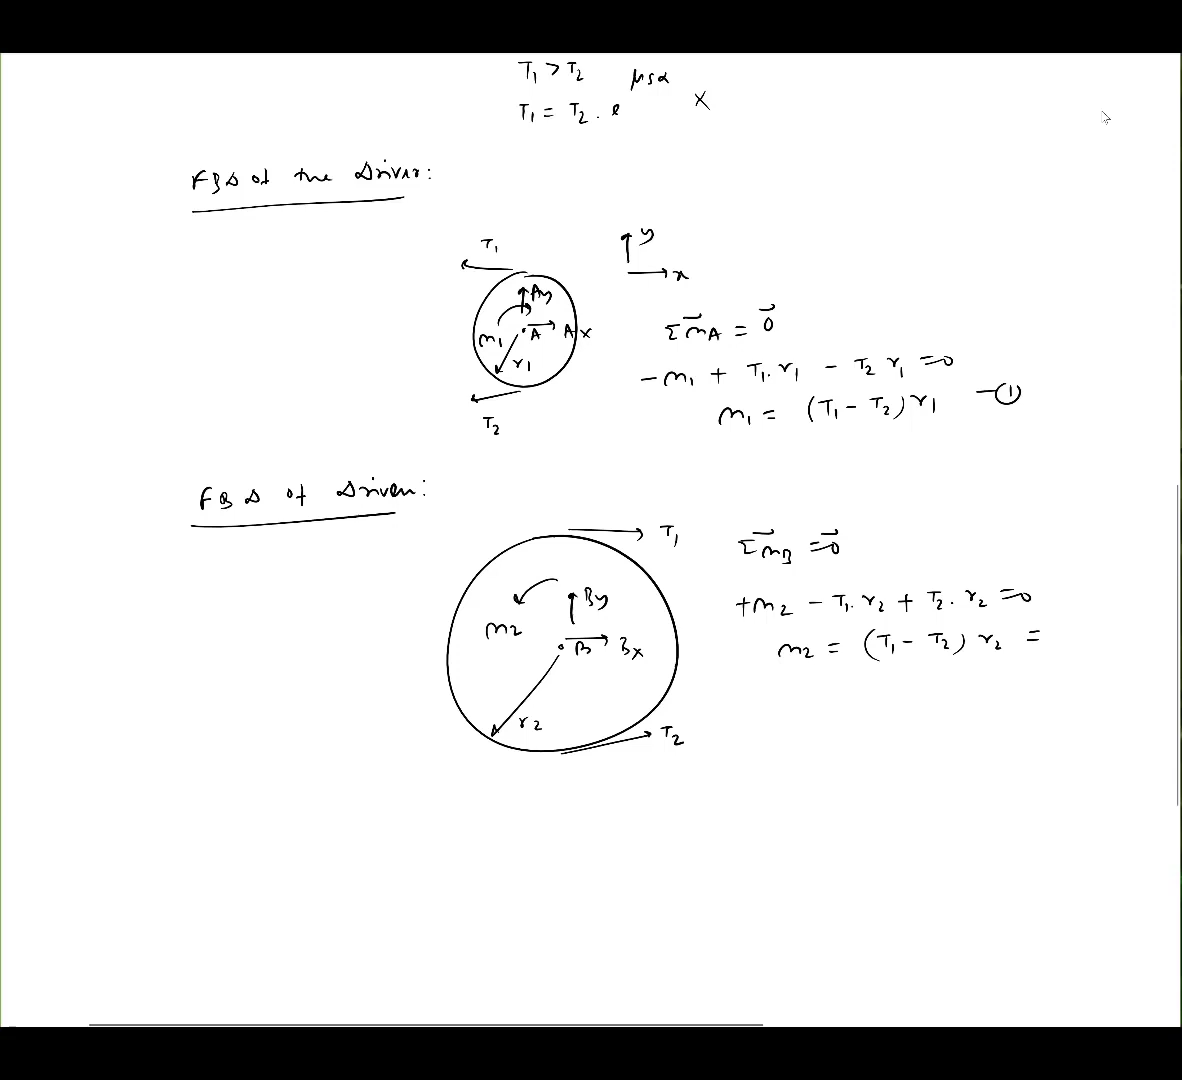 T₁ > T₂
μsα
T₁ = T₂ . e
X
FBD of the Driver:
T₁
y
x
Ay
A
Ax
m₁
r₁
T₂
Σm⃗A = 0⃗
-m₁ + T₁.r₁ - T₂ r₁ = 0
m₁ = (T₁ - T₂) r₁ - ①
FBD of Driven:
T₁
m₂
By
B
Bx
r₂
T₂
Σm⃗B = 0⃗
+m₂ - T₁.r₂ + T₂.r₂ = 0
m₂ = (T₁ - T₂) r₂ =